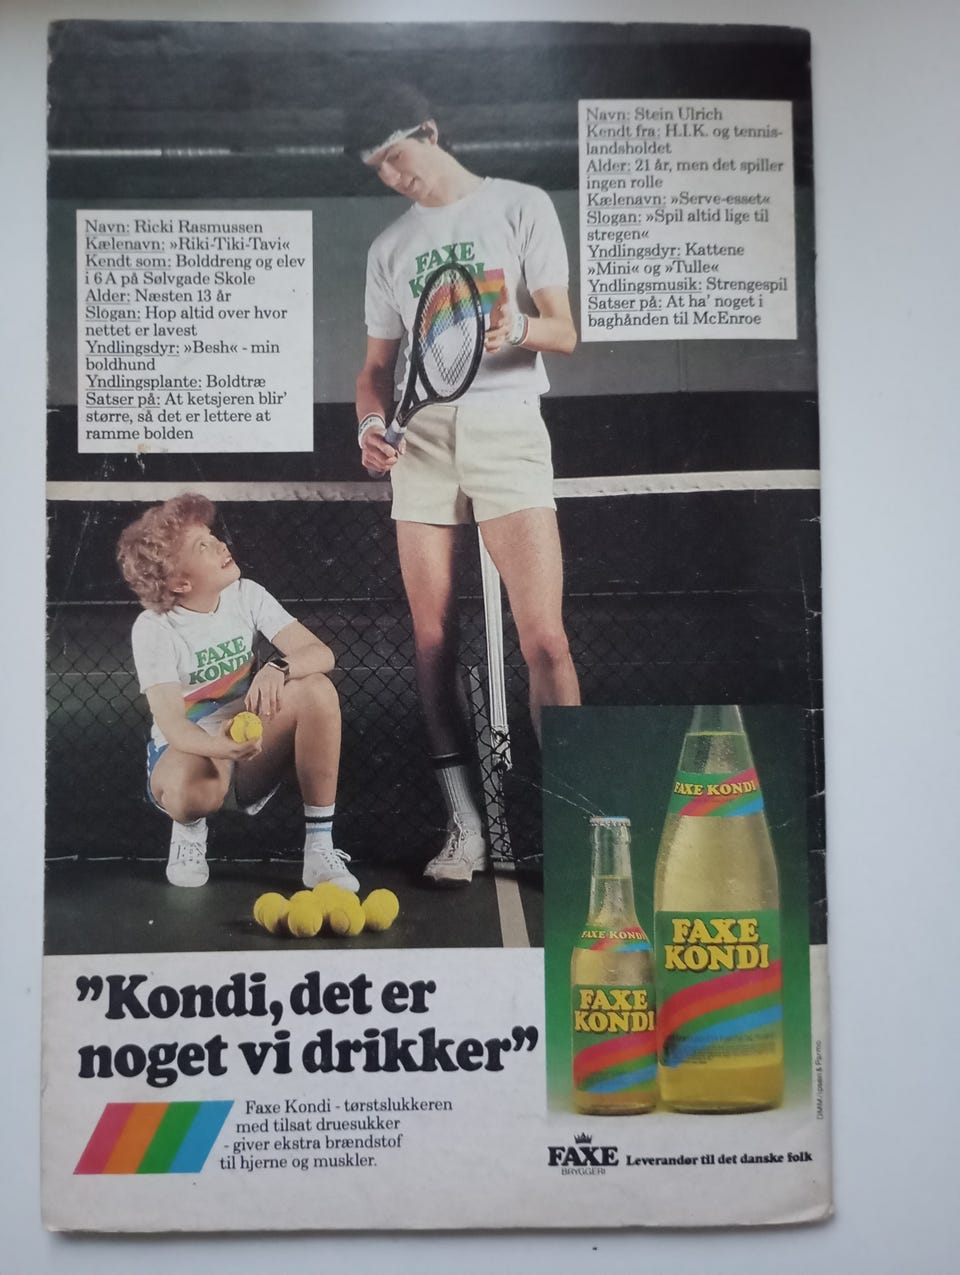 Navn: Stein Ulrich
Kendt fra: H.I.K. og tennis-
landsholdet
Alder: 21 år, men det spiller
ingen rolle
Kælenavn: »Serve-esset«
Slogan: »Spil altid lige til
stregen«
Yndlingsdyr: Kattene
»Mini« og »Tulle«
Yndlingsmusik: Strengespil
Satser på: At ha' noget i
baghånden til McEnroe
Navn: Ricki Rasmussen
Kælenavn: »Riki-Tiki-Tavi«
Kendt som: Bolddreng og elev
i 6 A på Sølvgade Skole
Alder: Næsten 13 år
Slogan: Hop altid over hvor
nettet er lavest
Yndlingsdyr: »Besh« - min
boldhund
Yndlingsplante: Boldtræ
Satser på: At ketsjeren blir'
større, så det er lettere at
ramme bolden
FAXE
KONDI
FAXE
KONDI
FAXE KONDI
FAXE KONDI
FAXE
KONDI
FAXE
KONDI
"Kondi, det er
noget vi drikker"
Faxe Kondi - tørstslukkeren
med tilsat druesukker
- giver ekstra brændstof
til hjerne og muskler.
FAXE
BRYGGERI
Leverandør til det danske folk